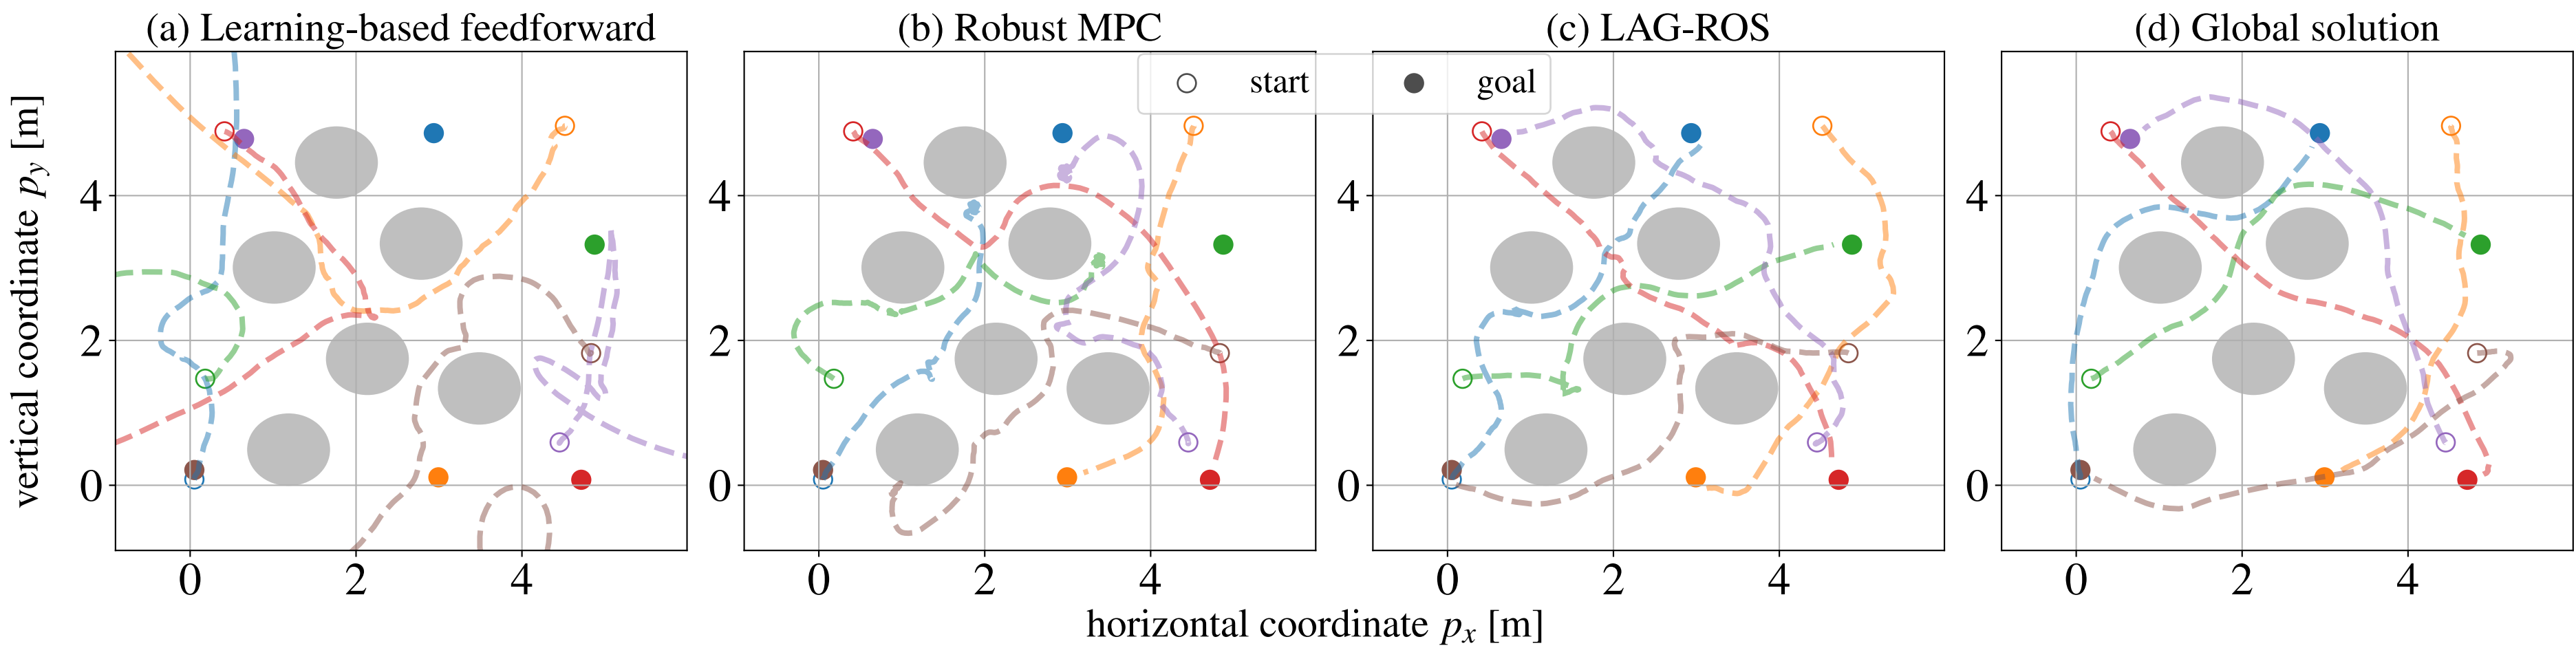 (a) Learning-based feedforward
(b) Robust MPC
(c) LAG-ROS
(d) Global solution
start
goal
vertical coordinate p_y [m]
4
2
0
4
2
0
4
2
0
4
2
0
0 2 4
0 2 4
0 2 4
0 2 4
horizontal coordinate p_x [m]